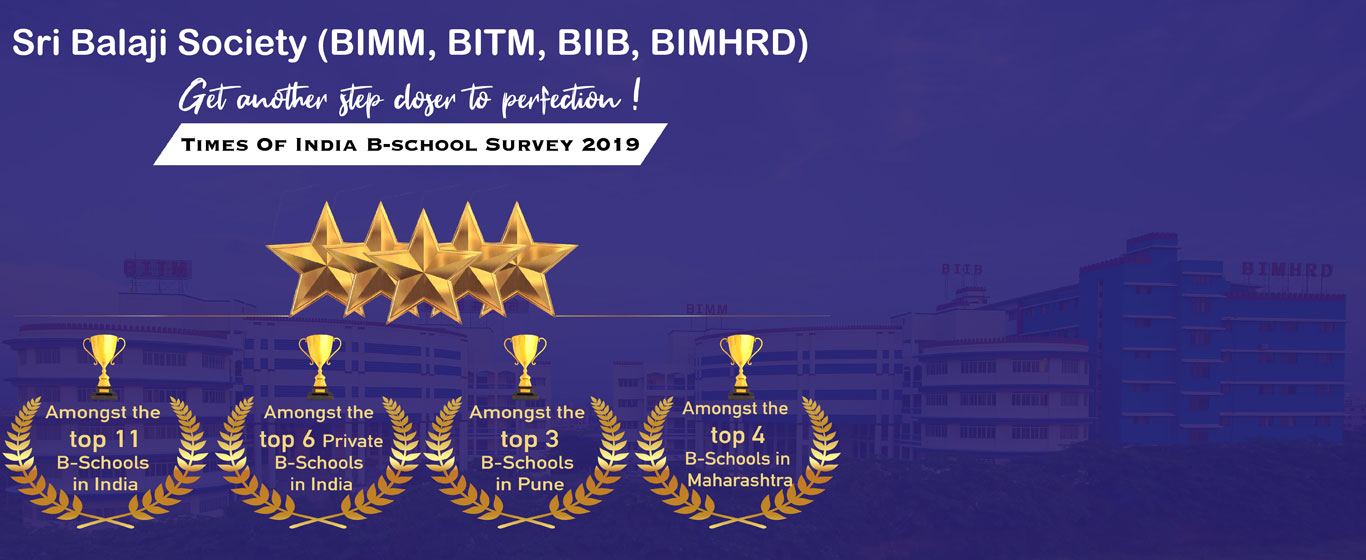 Sri Balaji Society (BIMM, BITM, BIIB, BIMHRD)
Get another step closer to perfection !
TIMES OF INDIA B-SCHOOL SURVEY 2019
BITM
BIMM
BIIB
BIMHRD
Amongst the
top 11
B-Schools
in India
Amongst the
top 6 Private
B-Schools
in India
Amongst the
top 3
B-Schools
in Pune
Amongst the
top 4
B-Schools in
Maharashtra